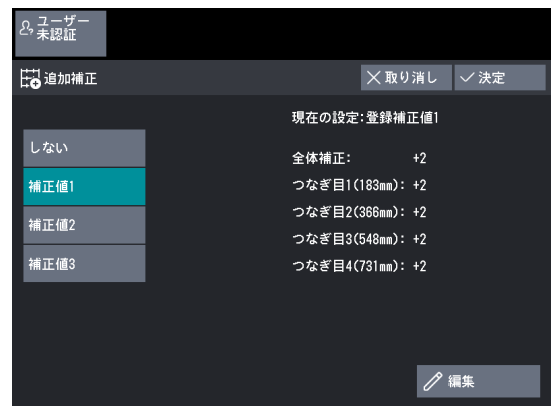 ユーザー
未認証
追加補正
取り消し
決定
現在の設定:登録補正値1
しない
補正値1
補正値2
補正値3
全体補正: +2
つなぎ目1(183mm): +2
つなぎ目2(366mm): +2
つなぎ目3(548mm): +2
つなぎ目4(731mm): +2
編集